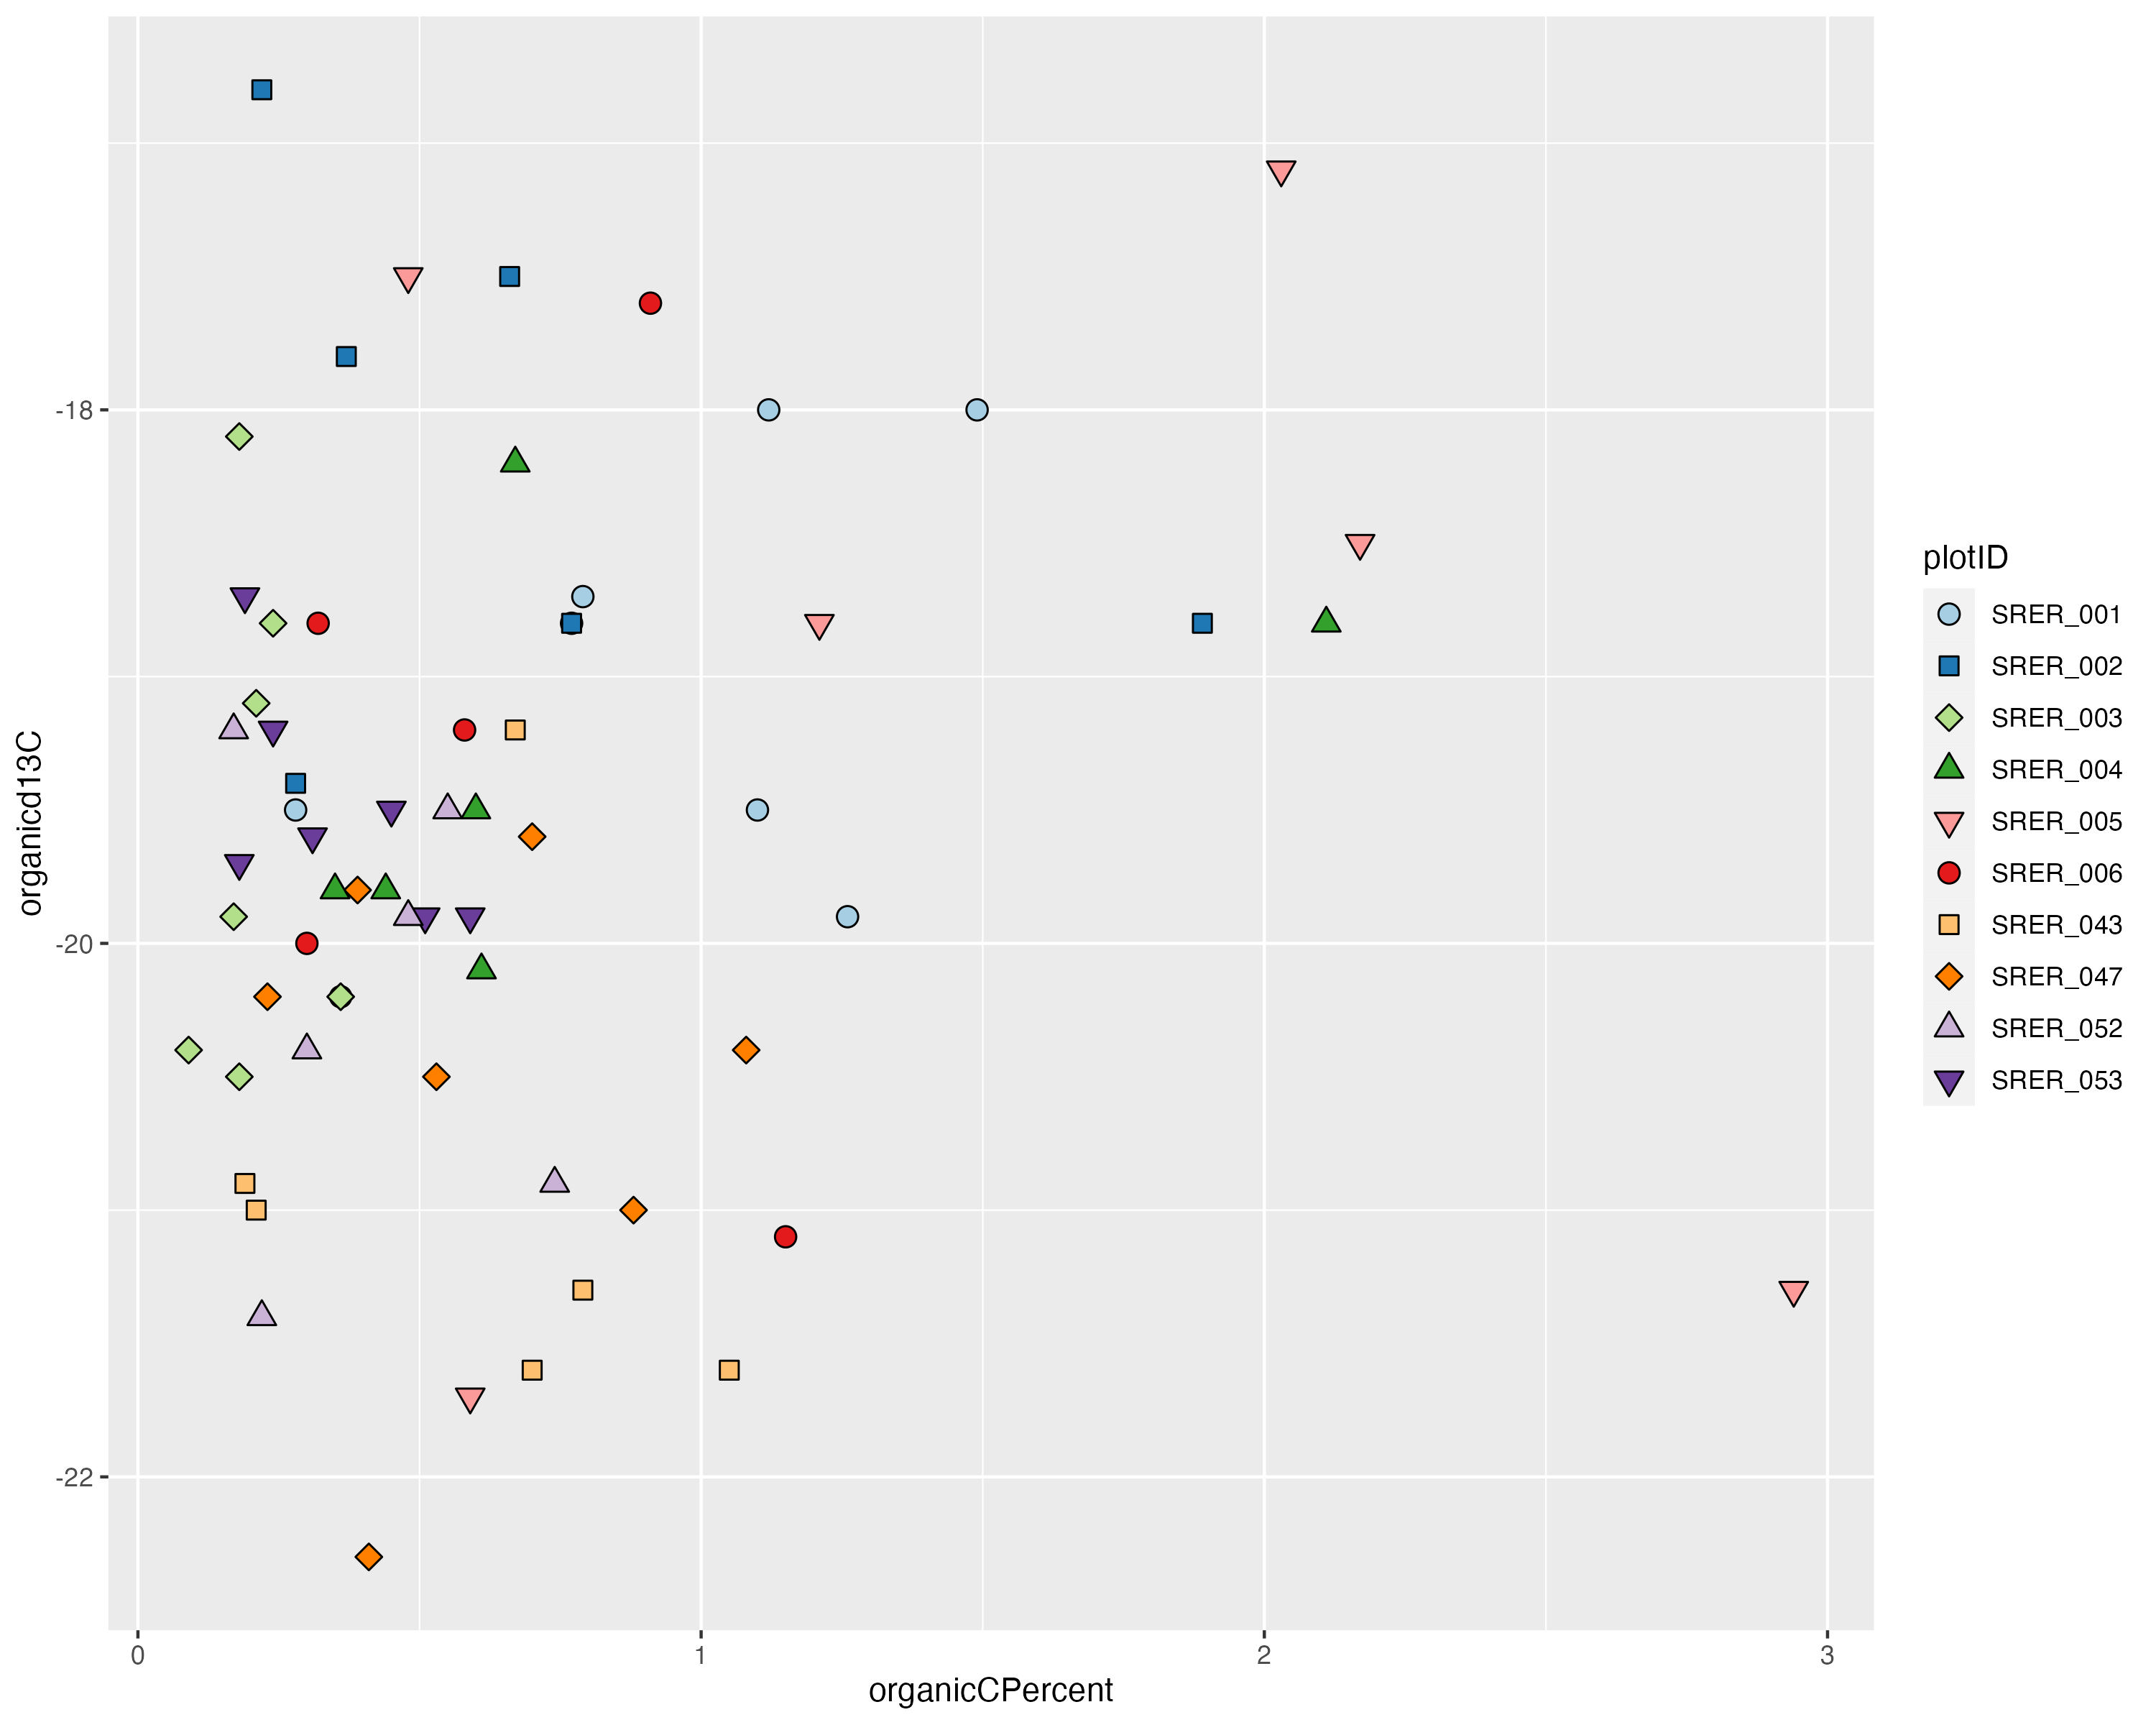 organicd13C
-18
-20
-22
0
1
2
3
organicCPercent
plotID
SRER_001
SRER_002
SRER_003
SRER_004
SRER_005
SRER_006
SRER_043
SRER_047
SRER_052
SRER_053